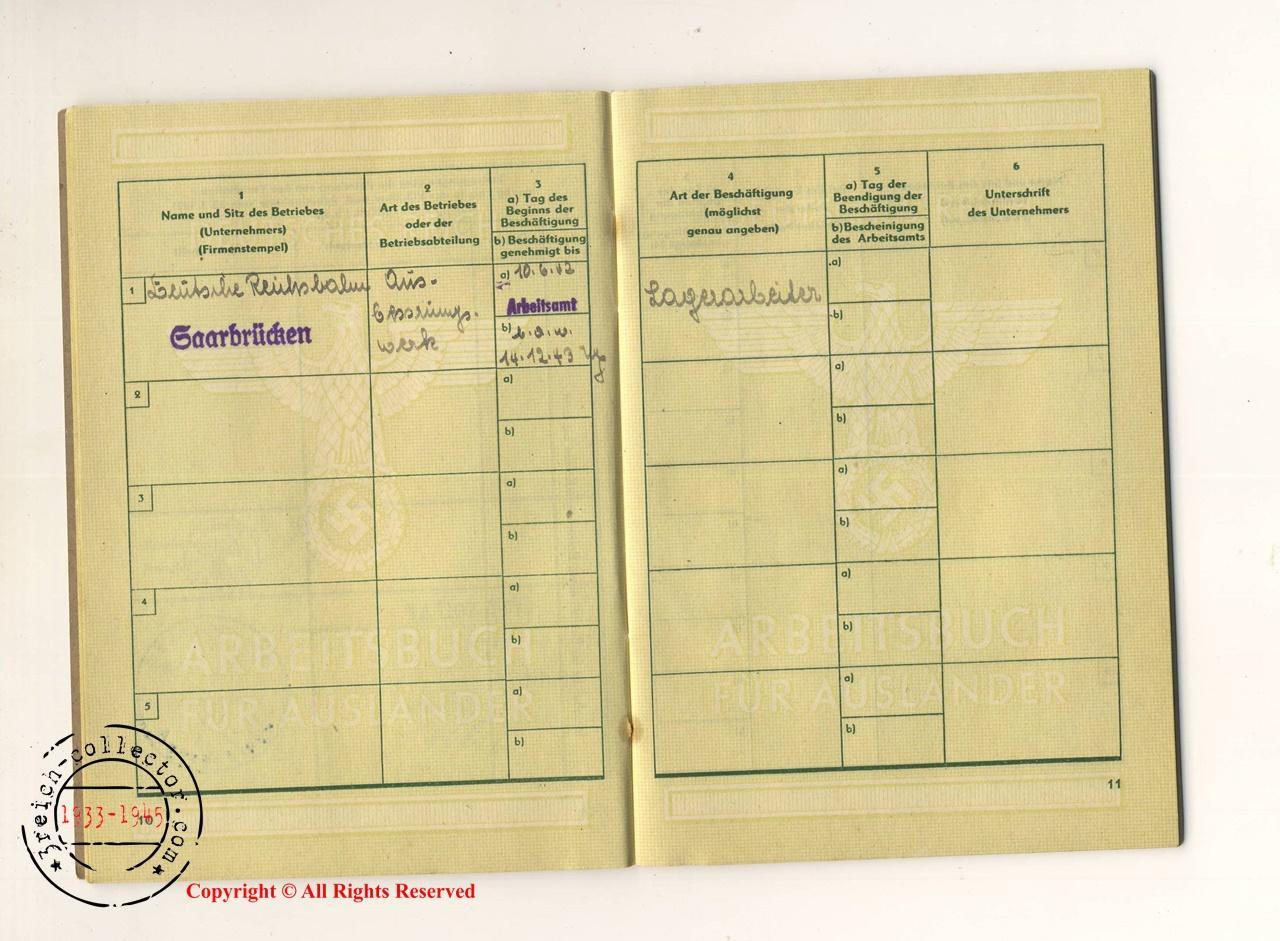 1
Name und Sitz des Betriebes
(Unternehmers)
(Firmenstempel)
2
Art des Betriebes
oder der
Betriebsabteilung
3
a) Tag des
Beginns der
Beschäftigung
b) Beschäftigung
genehmigt bis
1
Deutsche Reichsbahn
Saarbrücken
Aus-
besserungs-
werk
a) 10.6.42
Arbeitsamt
b) b.a.w.
14.12.43
2
a)
b)
3
a)
b)
4
a)
b)
5
a)
b)
ARBEITSBUCH
FÜR AUSLÄNDER
10
4
Art der Beschäftigung
(möglichst
genau angeben)
5
a) Tag der
Beendigung der
Beschäftigung
b) Bescheinigung
des Arbeitsamts
6
Unterschrift
des Unternehmers
Lagerarbeiter
a)
b)
a)
b)
a)
b)
a)
b)
a)
b)
ARBEITSBUCH
FÜR AUSLÄNDER
11
3reich-collector.com
1933-1945
Copyright © All Rights Reserved